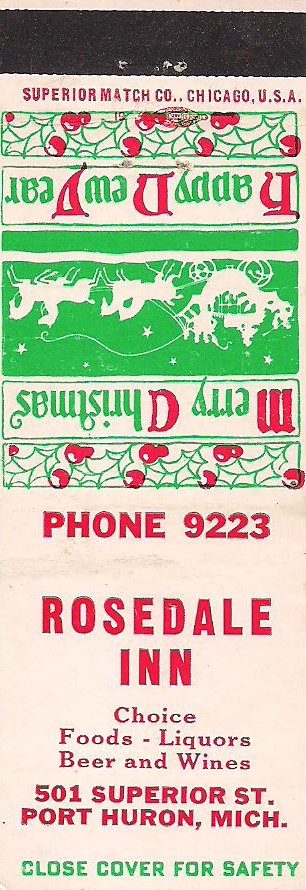 SUPERIOR MATCH CO., CHICAGO, U.S.A.
Merry Christmas
Happy New Year
PHONE 9223
ROSEDALE
INN
Choice
Foods - Liquors
Beer and Wines
501 SUPERIOR ST.
PORT HURON, MICH.
CLOSE COVER FOR SAFETY